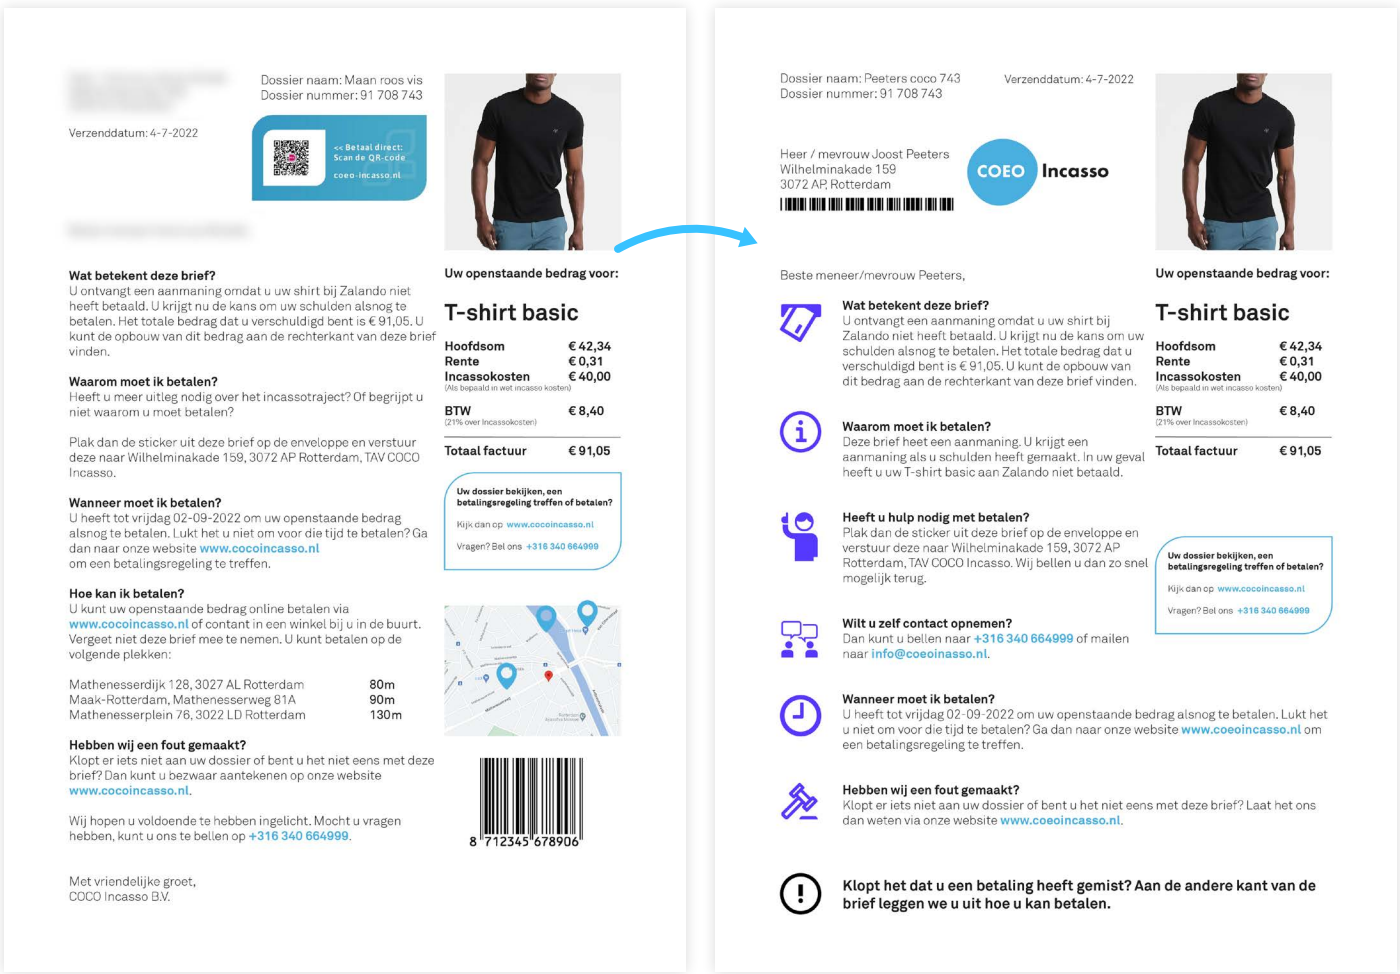 Dossier naam: Maan roos vis
Dossier nummer: 91 708 743
Verzenddatum: 4-7-2022
<< Betaal direct:
Scan de QR-code
coeo-incasso.nl
Wat betekent deze brief?
U ontvangt een aanmaning omdat u uw shirt bij Zalando niet
heeft betaald. U krijgt nu de kans om uw schulden alsnog te
betalen. Het totale bedrag dat u verschuldigd bent is € 91,05. U
kunt de opbouw van dit bedrag aan de rechterkant van deze brief
vinden.
Waarom moet ik betalen?
Heeft u meer uitleg nodig over het incassotraject? Of begrijpt u
niet waarom u moet betalen?
Plak dan de sticker uit deze brief op de enveloppe en verstuur
deze naar Wilhelminakade 159, 3072 AP Rotterdam, TAV COCO
Incasso.
Wanneer moet ik betalen?
U heeft tot vrijdag 02-09-2022 om uw openstaande bedrag
alsnog te betalen. Lukt het u niet om voor die tijd te betalen? Ga
dan naar onze website www.cocoincasso.nl
om een betalingsregeling te treffen.
Hoe kan ik betalen?
U kunt uw openstaande bedrag online betalen via
www.cocoincasso.nl of contant in een winkel bij u in de buurt.
Vergeet niet deze brief mee te nemen. U kunt betalen op de
volgende plekken:
Mathenesserdijk 128, 3027 AL Rotterdam 80m
Maak-Rotterdam, Mathenesserweg 81A 90m
Mathenesserplein 76, 3022 LD Rotterdam 130m
Hebben wij een fout gemaakt?
Klopt er iets niet aan uw dossier of bent u het niet eens met deze
brief? Dan kunt u bezwaar aantekenen op onze website
www.cocoincasso.nl.
Wij hopen u voldoende te hebben ingelicht. Mocht u vragen
hebben, kunt u ons te bellen op +316 340 664999.
Met vriendelijke groet,
COCO Incasso B.V.
Uw openstaande bedrag voor:
T-shirt basic
Hoofdsom € 42,34
Rente € 0,31
Incassokosten € 40,00
(Als bepaald in wet incasso kosten)
BTW € 8,40
(21% over Incassokosten)
Totaal factuur € 91,05
Uw dossier bekijken, een
betalingsregeling treffen of betalen?
Kijk dan op www.cocoincasso.nl
Vragen? Bel ons +316 340 664999
8 712345 678906
Dossier naam: Peeters coco 743
Dossier nummer: 91 708 743
Verzenddatum: 4-7-2022
Heer / mevrouw Joost Peeters
Wilhelminakade 159
3072 AP, Rotterdam
COEO Incasso
Beste meneer/mevrouw Peeters,
Wat betekent deze brief?
U ontvangt een aanmaning omdat u uw shirt bij
Zalando niet heeft betaald. U krijgt nu de kans om uw
schulden alsnog te betalen. Het totale bedrag dat u
verschuldigd bent is € 91,05. U kunt de opbouw van
dit bedrag aan de rechterkant van deze brief vinden.
Waarom moet ik betalen?
Deze brief heet een aanmaning. U krijgt een
aanmaning als u schulden heeft gemaakt. In uw geval
heeft u uw T-shirt basic aan Zalando niet betaald.
Heeft u hulp nodig met betalen?
Plak dan de sticker uit deze brief op de enveloppe en
verstuur deze naar Wilhelminakade 159, 3072 AP
Rotterdam, TAV COCO Incasso. Wij bellen u dan zo snel
mogelijk terug.
Wilt u zelf contact opnemen?
Dan kunt u bellen naar +316 340 664999 of mailen
naar info@coeoinasso.nl.
Wanneer moet ik betalen?
U heeft tot vrijdag 02-09-2022 om uw openstaande bedrag alsnog te betalen. Lukt het
u niet om voor die tijd te betalen? Ga dan naar onze website www.coeoincasso.nl om
een betalingsregeling te treffen.
Hebben wij een fout gemaakt?
Klopt er iets niet aan uw dossier of bent u het niet eens met deze brief? Laat het ons
dan weten via onze website www.coeoincasso.nl.
Klopt het dat u een betaling heeft gemist? Aan de andere kant van de
brief leggen we u uit hoe u kan betalen.
Uw openstaande bedrag voor:
T-shirt basic
Hoofdsom € 42,34
Rente € 0,31
Incassokosten € 40,00
(Als bepaald in wet incasso kosten)
BTW € 8,40
(21% over Incassokosten)
Totaal factuur € 91,05
Uw dossier bekijken, een
betalingsregeling treffen of betalen?
Kijk dan op www.cocoincasso.nl
Vragen? Bel ons +316 340 664999